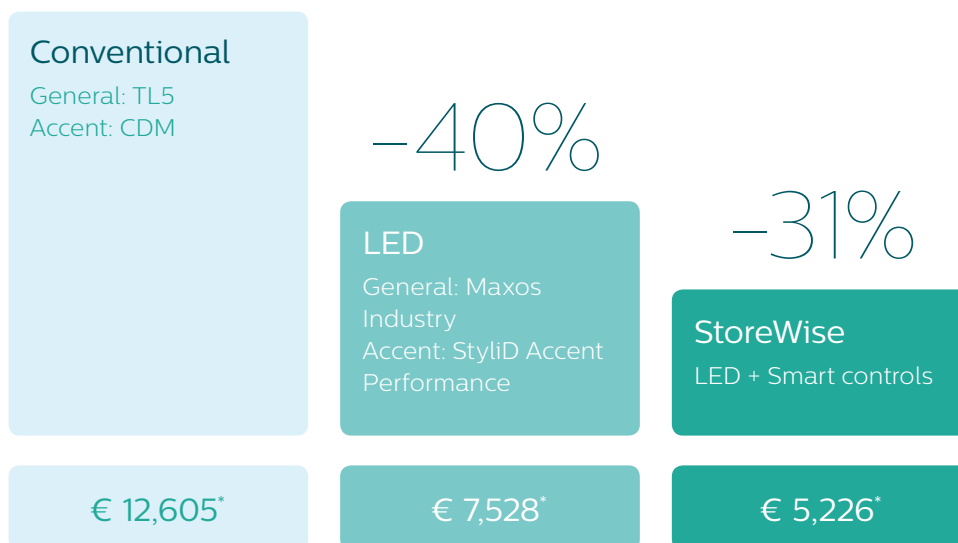 Conventional
General: TL5
Accent: CDM
–40%
LED
General: Maxos
Industry
Accent: StyliD Accent
Performance
–31%
StoreWise
LED + Smart controls
€ 12,605*
€ 7,528*
€ 5,226*